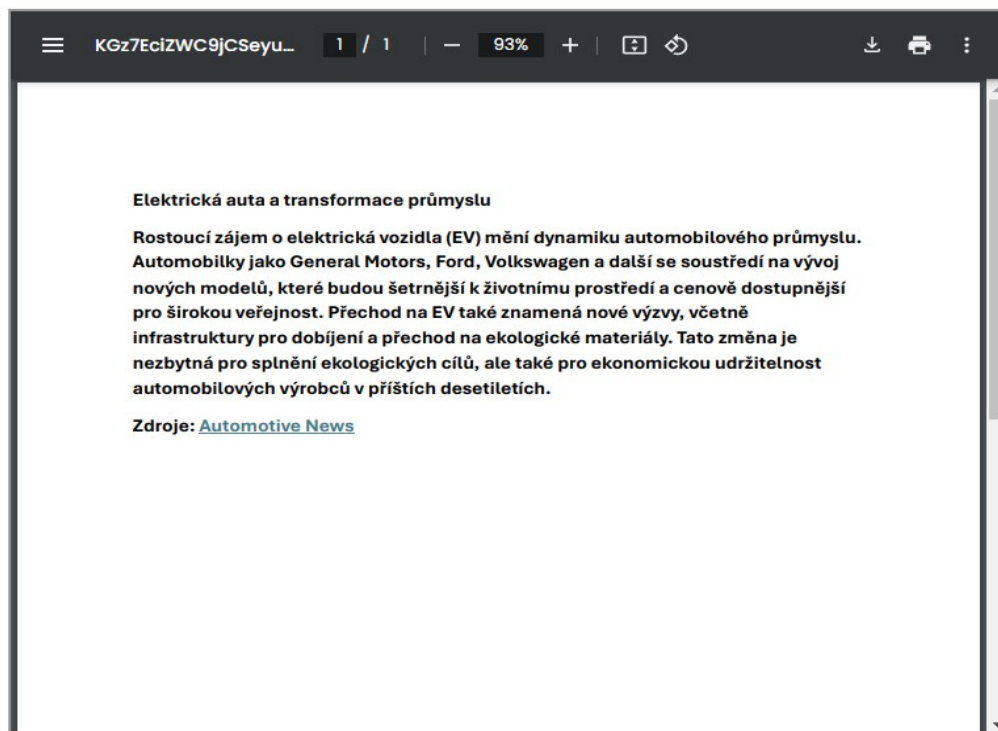 KGz7EciZWC9jCSeyu... 1 / 1 93%
Elektrická auta a transformace průmyslu
Rostoucí zájem o elektrická vozidla (EV) mění dynamiku automobilového průmyslu.
Automobilky jako General Motors, Ford, Volkswagen a další se soustředí na vývoj
nových modelů, které budou šetrnější k životnímu prostředí a cenově dostupnější
pro širokou veřejnost. Přechod na EV také znamená nové výzvy, včetně
infrastruktury pro dobíjení a přechod na ekologické materiály. Tato změna je
nezbytná pro splnění ekologických cílů, ale také pro ekonomickou udržitelnost
automobilových výrobců v příštích desetiletích.
Zdroje: Automotive News